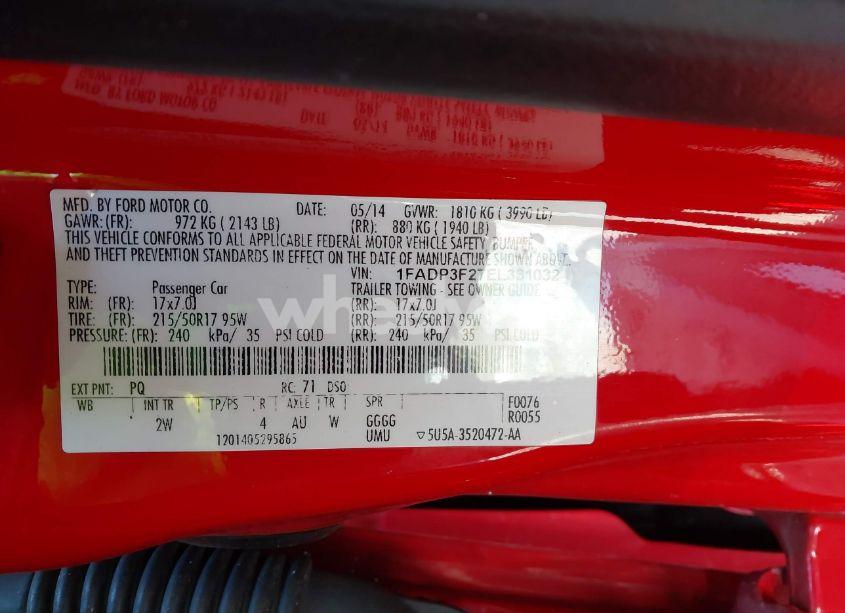 MFD. BY FORD MOTOR CO. DATE: 05/14 GVWR: 1810 KG ( 3990 LB)
GAWR: (FR): 972 KG ( 2143 LB) (RR): 880 KG ( 1940 LB)
THIS VEHICLE CONFORMS TO ALL APPLICABLE FEDERAL MOTOR VEHICLE SAFETY, BUMPER,
AND THEFT PREVENTION STANDARDS IN EFFECT ON THE DATE OF MANUFACTURE SHOWN ABOVE.
VIN: 1FADP3F27EL331032
TYPE: Passenger Car TRAILER TOWING - SEE OWNER GUIDE
RIM: (FR): 17x7.0J (RR): 17x7.0J
TIRE: (FR): 215/50R17 95W (RR): 215/50R17 95W
PRESSURE: (FR): 240 kPa/ 35 PSI COLD (RR): 240 kPa/ 35 PSI COLD
EXT PNT: PQ RC: 71 DSO:
WB INT TR TP/PS R AXLE TR SPR F0076
2W 4 AU W GGGG R0055
1201405295865 UMU ▽5U5A-3520472-AA